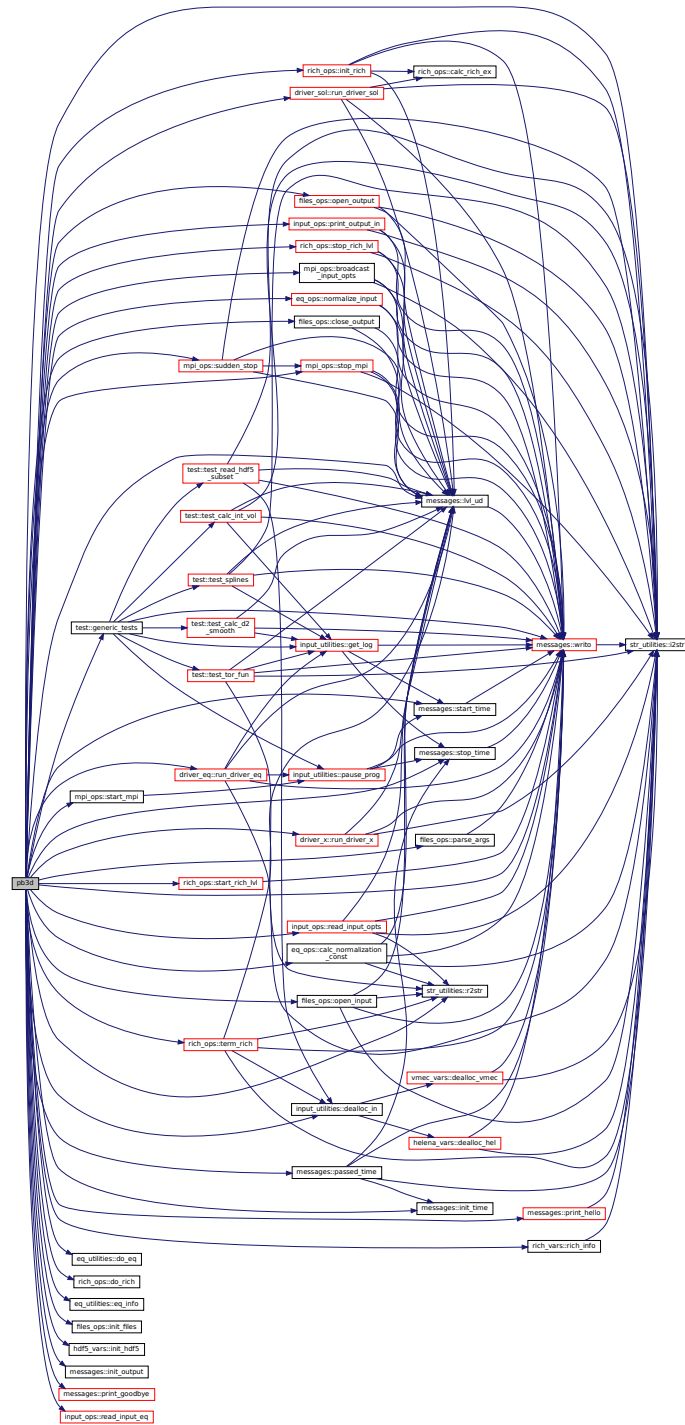 rich_ops::init_rich
rich_ops::calc_rich_ex
driver_sol::run_driver_sol
files_ops::open_output
input_ops::print_output_in
rich_ops::stop_rich_lvl
mpi_ops::broadcast
_input_opts
eq_ops::normalize_input
files_ops::close_output
mpi_ops::sudden_stop
mpi_ops::stop_mpi
test::test_read_hdf5
_subset
messages::lvl_ud
test::test_calc_int_vol
test::test_splines
test::generic_tests
test::test_calc_d2
_smooth
input_utilities::get_log
messages::writo
str_utilities::i2str
test::test_tor_fun
messages::start_time
messages::stop_time
driver_eq::run_driver_eq
input_utilities::pause_prog
mpi_ops::start_mpi
driver_x::run_driver_x
files_ops::parse_args
pb3d
rich_ops::start_rich_lvl
input_ops::read_input_opts
eq_ops::calc_normalization
_const
str_utilities::r2str
files_ops::open_input
rich_ops::term_rich
vmec_vars::dealloc_vmec
input_utilities::dealloc_in
helena_vars::dealloc_hel
messages::passed_time
messages::init_time
messages::print_hello
rich_vars::rich_info
eq_utilities::do_eq
rich_ops::do_rich
eq_utilities::eq_info
files_ops::init_files
hdf5_vars::init_hdf5
messages::init_output
messages::print_goodbye
input_ops::read_input_eq